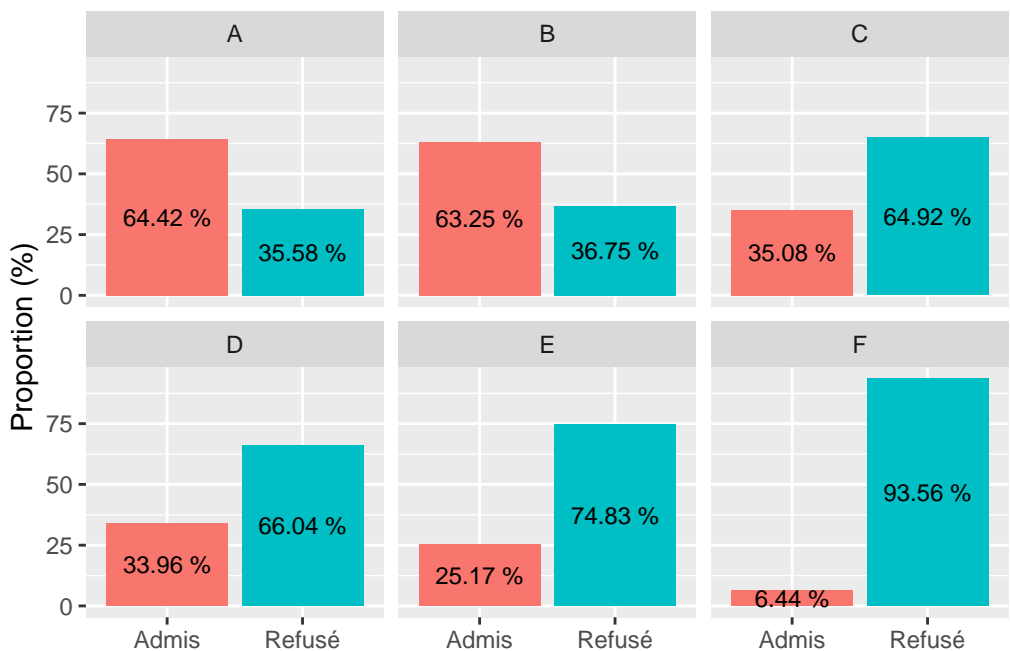 A
B
C
75
50
25
0
64.42 %
35.58 %
63.25 %
36.75 %
35.08 %
64.92 %
Proportion (%)
D
E
F
75
50
25
0
33.96 %
66.04 %
25.17 %
74.83 %
6.44 %
93.56 %
Admis
Refusé
Admis
Refusé
Admis
Refusé